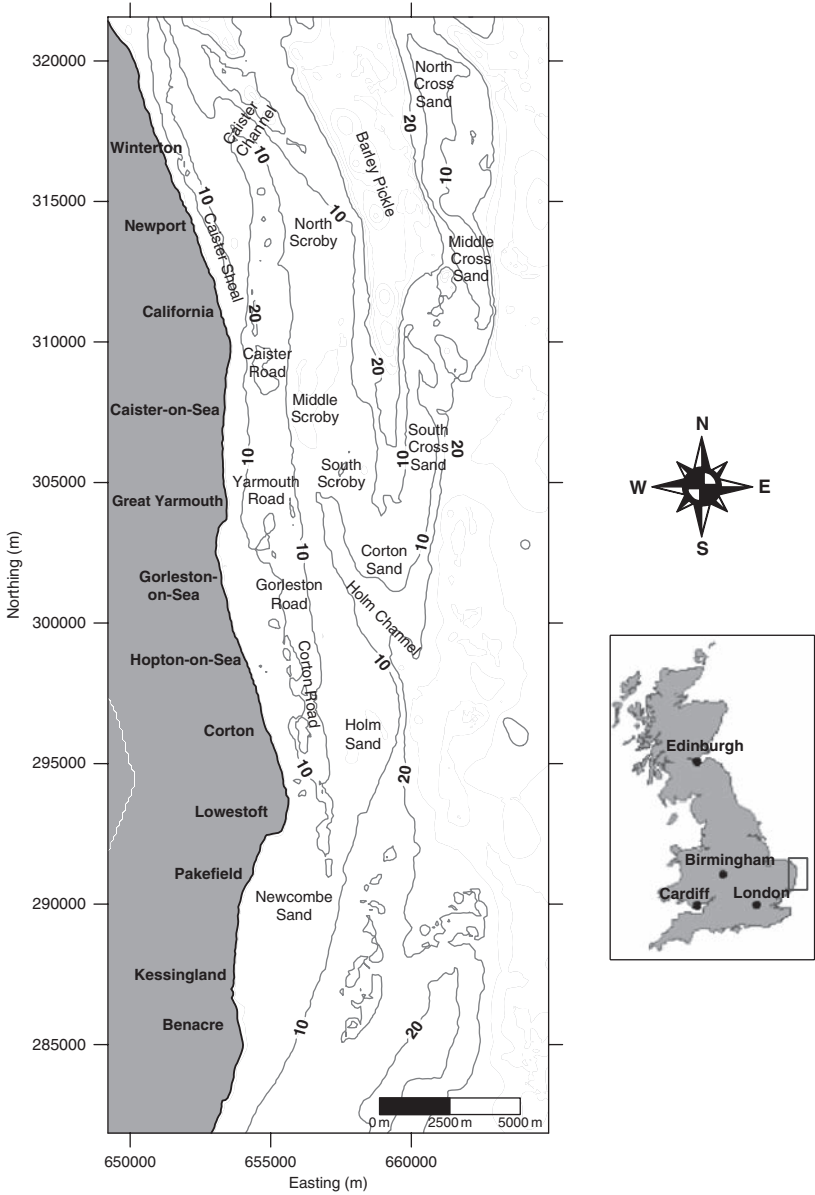 320000
315000
310000
305000
300000
295000
290000
285000
Northing (m)
650000
655000
660000
Easting (m)
Winterton
Newport
California
Caister-on-Sea
Great Yarmouth
Gorleston-
on-Sea
Hopton-on-Sea
Corton
Lowestoft
Pakefield
Kessingland
Benacre
North
Cross
Sand
Caister
Channel
20
10
Barley Pickle
10
10
10
North
Scroby
Caister Shoal
Middle
Cross
Sand
20
Caister
Road
20
Middle
Scroby
South
Cross
Sand
20
10
10
South
Scroby
Yarmouth
Road
10
10
Corton
Sand
Gorleston
Road
Holm Channel
10
Corton Road
Holm
Sand
10
20
Newcombe
Sand
10
20
0 m
2500 m
5000 m
N
W
E
S
Edinburgh
Birmingham
Cardiff
London